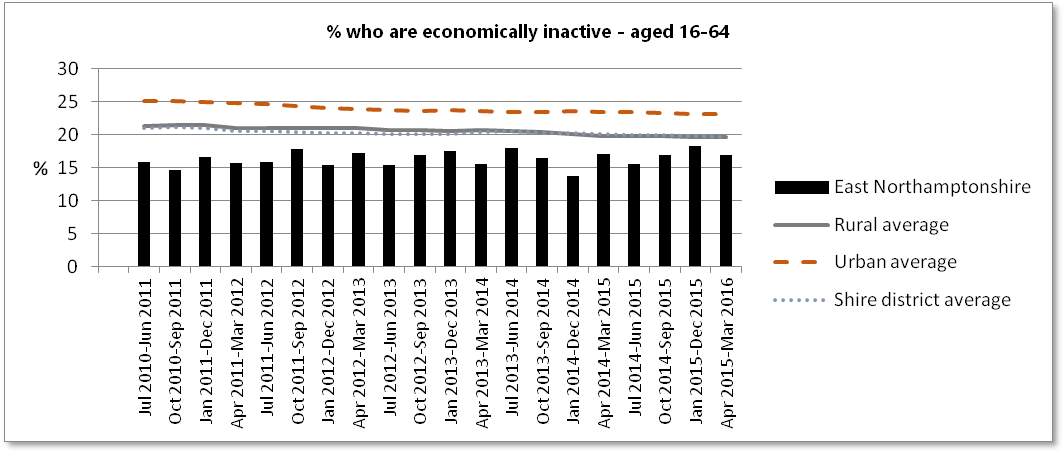 % who are economically inactive - aged 16-64
30
25
20
15
10
5
0
%
Jul 2010-Jun 2011
Oct 2010-Sep 2011
Jan 2011-Dec 2011
Apr 2011-Mar 2012
Jul 2011-Jun 2012
Oct 2011-Sep 2012
Jan 2012-Dec 2012
Apr 2012-Mar 2013
Jul 2012-Jun 2013
Oct 2012-Sep 2013
Jan 2013-Dec 2013
Apr 2013-Mar 2014
Jul 2013-Jun 2014
Oct 2013-Sep 2014
Jan 2014-Dec 2014
Apr 2014-Mar 2015
Jul 2014-Jun 2015
Oct 2014-Sep 2015
Jan 2015-Dec 2015
Apr 2015-Mar 2016
East Northamptonshire
Rural average
Urban average
Shire district average